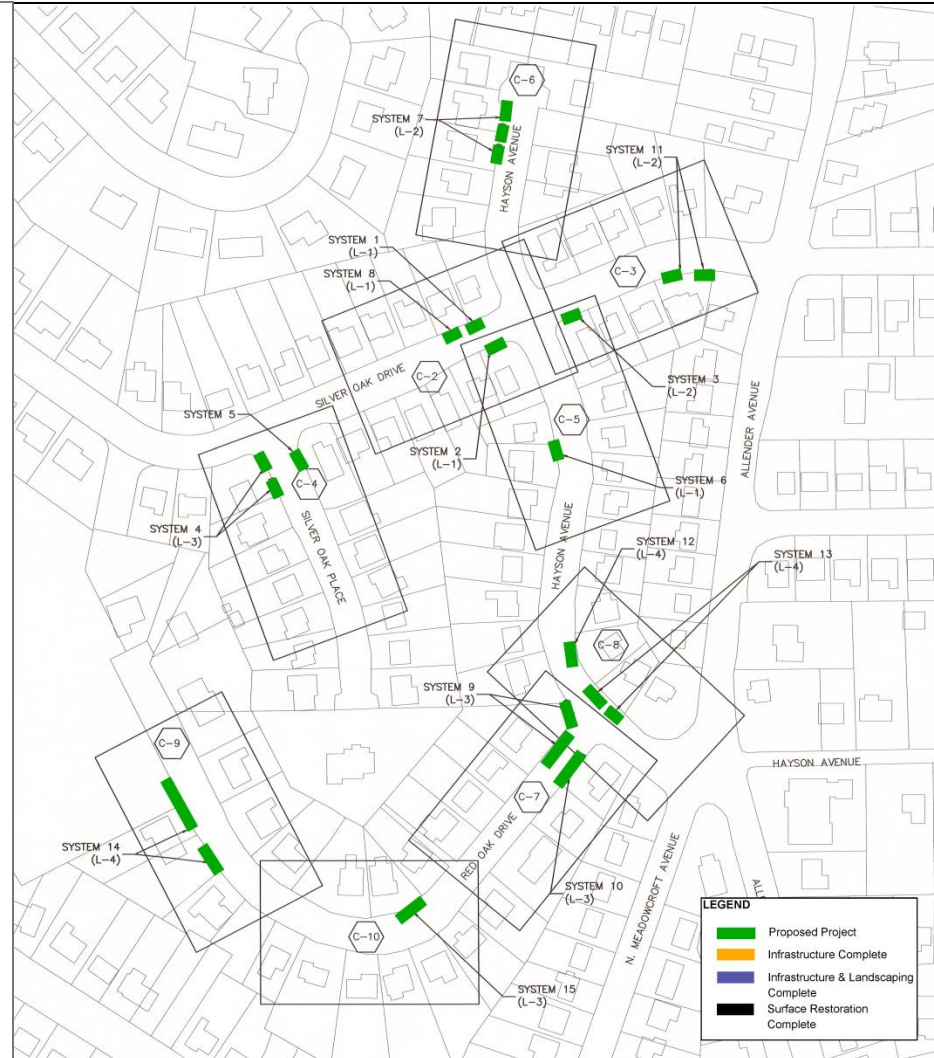 C-6
SYSTEM 7
(L-2)
HAYSON AVENUE
SYSTEM 11
(L-2)
SYSTEM 1
(L-1)
SYSTEM 8
(L-1)
C-3
SILVER OAK DRIVE
C-2
SYSTEM 3
(L-2)
ALLENDER AVENUE
SYSTEM 5
C-5
SYSTEM 2
(L-1)
C-4
SYSTEM 6
(L-1)
SYSTEM 4
(L-3)
SILVER OAK PLACE
HAYSON AVENUE
SYSTEM 12
(L-4)
SYSTEM 13
(L-4)
C-8
SYSTEM 9
(L-3)
C-9
HAYSON AVENUE
C-7
SYSTEM 14
(L-4)
RED OAK DRIVE
SYSTEM 10
(L-3)
N. MEADOWCROFT AVENUE
ALL
C-10
SYSTEM 15
(L-3)
LEGEND
Proposed Project
Infrastructure Complete
Infrastructure & Landscaping
Complete
Surface Restoration
Complete